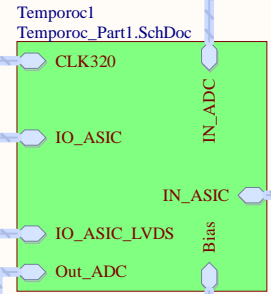 Temporoc1
Temporoc_Part1.SchDoc
CLK320
IN_ADC
IO_ASIC
IN_ASIC
IO_ASIC_LVDS
Bias
Out_ADC